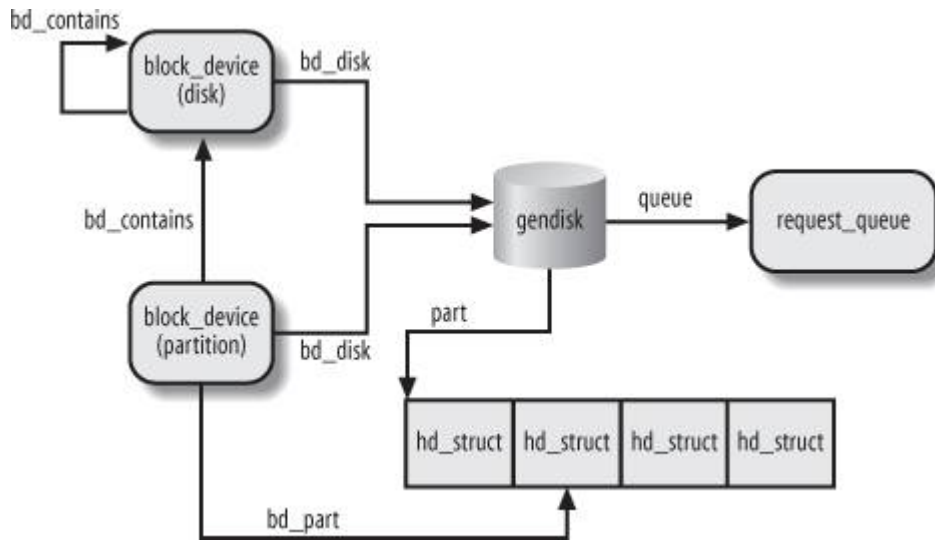 bd_contains
block_device
(disk)
bd_disk
bd_contains
gendisk
queue
request_queue
block_device
(partition)
bd_disk
part
hd_struct hd_struct hd_struct hd_struct
bd_part